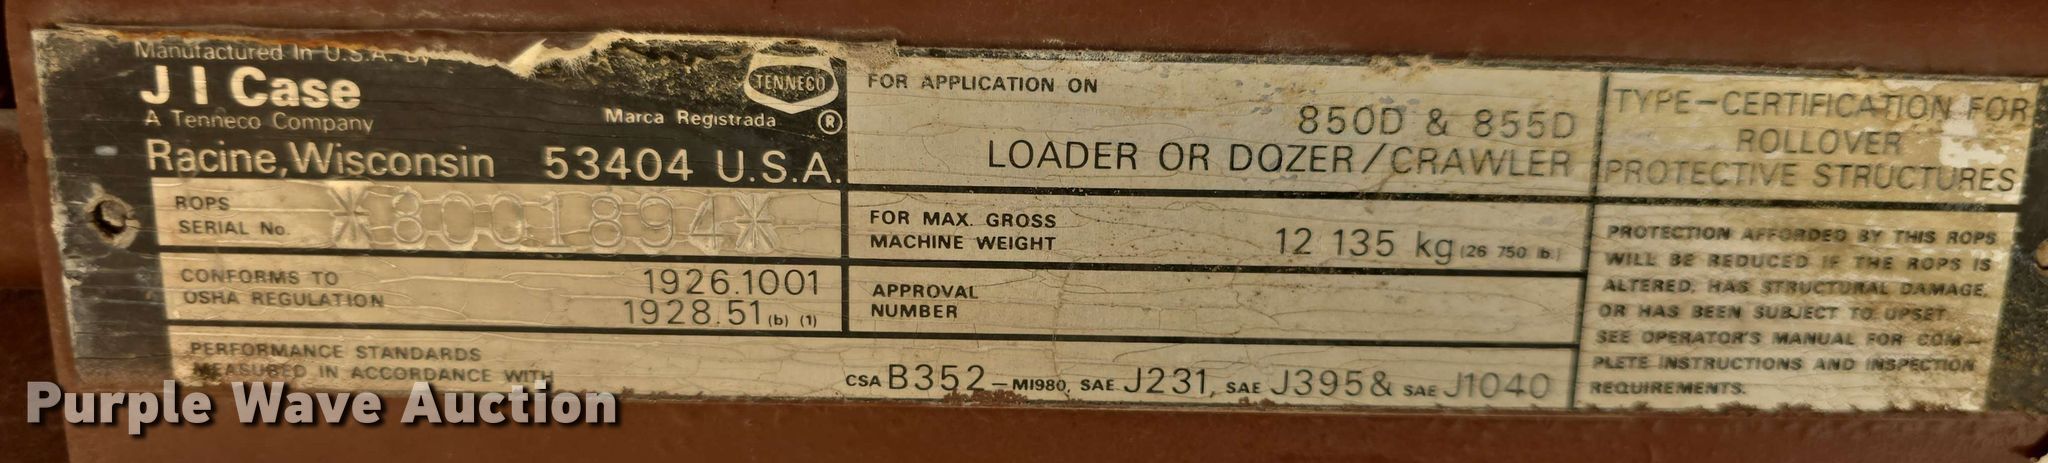 Manufactured In U.S.A. By
J I Case
A Tenneco Company
TENNECO
Marca Registrada ®
Racine, Wisconsin 53404 U.S.A.
ROPS
SERIAL No. *8001894*
CONFORMS TO
OSHA REGULATION
1926.1001
1928.51 (b) (1)
PERFORMANCE STANDARDS
MEASURED IN ACCORDANCE WITH
CSA B352-M1980, SAE J231, SAE J395& SAE J1040
FOR APPLICATION ON
850D & 855D
LOADER OR DOZER/CRAWLER
FOR MAX. GROSS
MACHINE WEIGHT
12 135 kg (26 750 lb.)
APPROVAL
NUMBER
TYPE-CERTIFICATION FOR
ROLLOVER
PROTECTIVE STRUCTURES
PROTECTION AFFORDED BY THIS ROPS
WILL BE REDUCED IF THE ROPS IS
ALTERED, HAS STRUCTURAL DAMAGE,
OR HAS BEEN SUBJECT TO UPSET.
SEE OPERATOR'S MANUAL FOR COM-
PLETE INSTRUCTIONS AND INSPECTION
REQUIREMENTS.
Purple Wave Auction